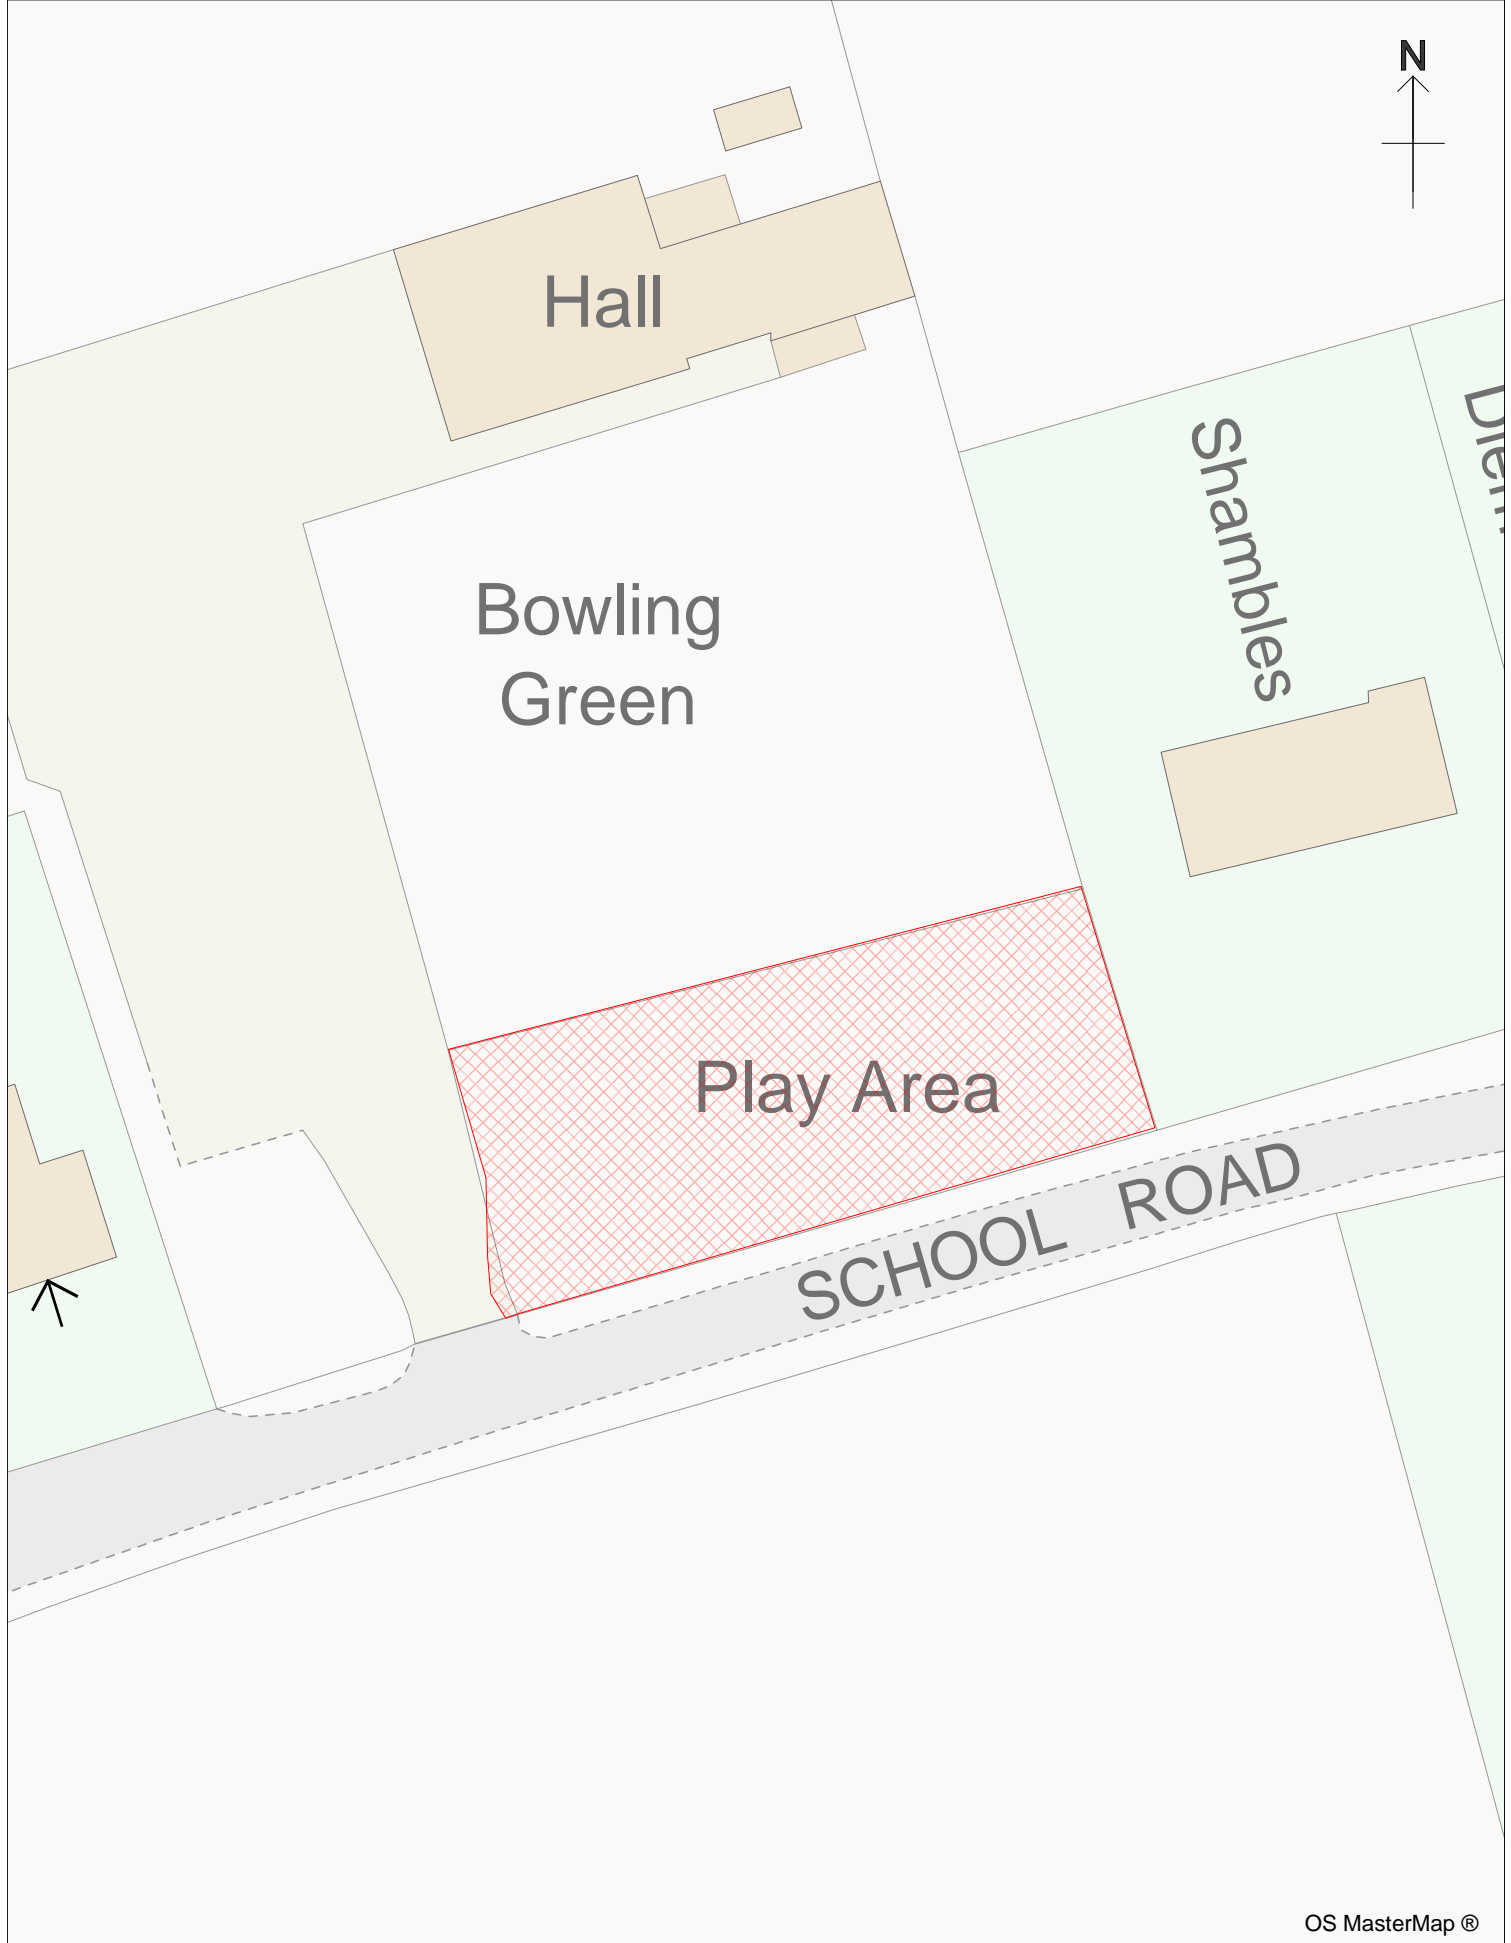 N
Hall
Shambles
Bowling
Green
Play Area
SCHOOL ROAD
OS MasterMap ®